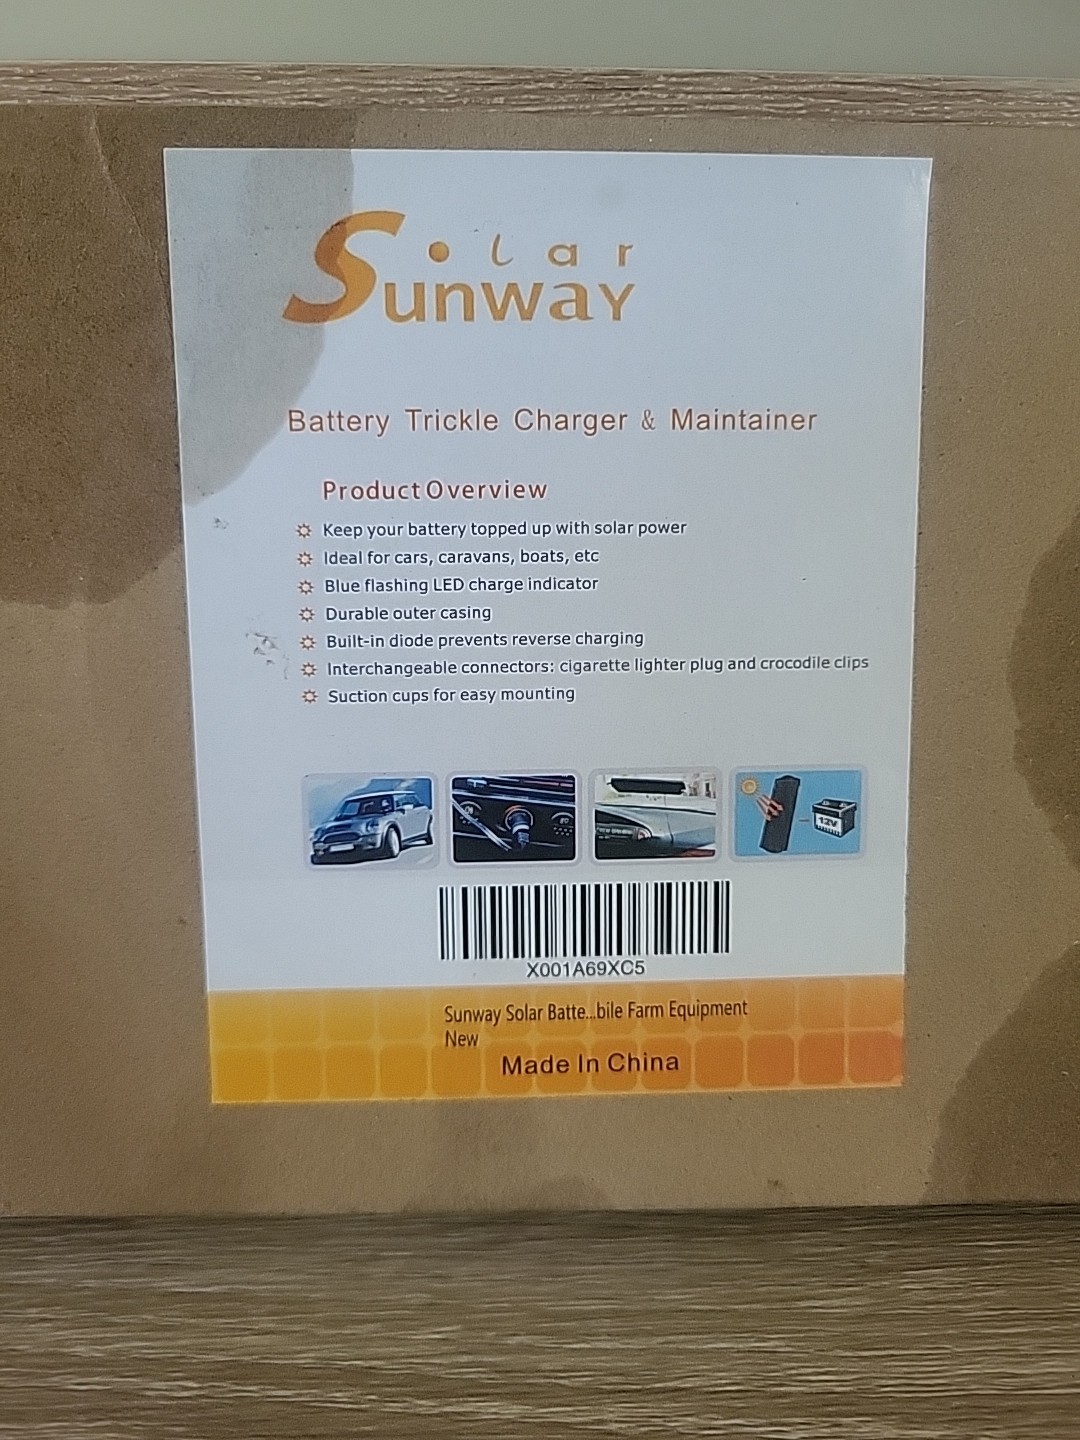 Solar
Sunway
Battery Trickle Charger & Maintainer
Product Overview
Keep your battery topped up with solar power
Ideal for cars, caravans, boats, etc
Blue flashing LED charge indicator
Durable outer casing
Built-in diode prevents reverse charging
Interchangeable connectors: cigarette lighter plug and crocodile clips
Suction cups for easy mounting
12V
X001A69XC5
Sunway Solar Batte...bile Farm Equipment
New
Made In China